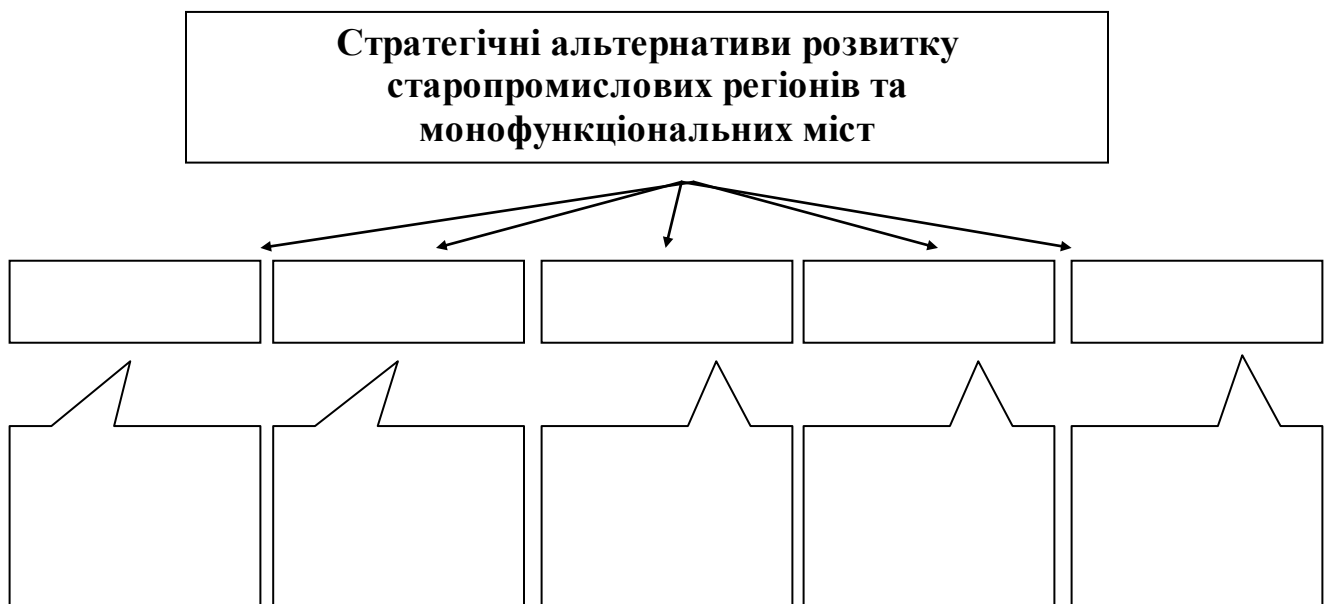 Стратегічні альтернативи розвитку
старопромислових регіонів та
монофункціональних міст